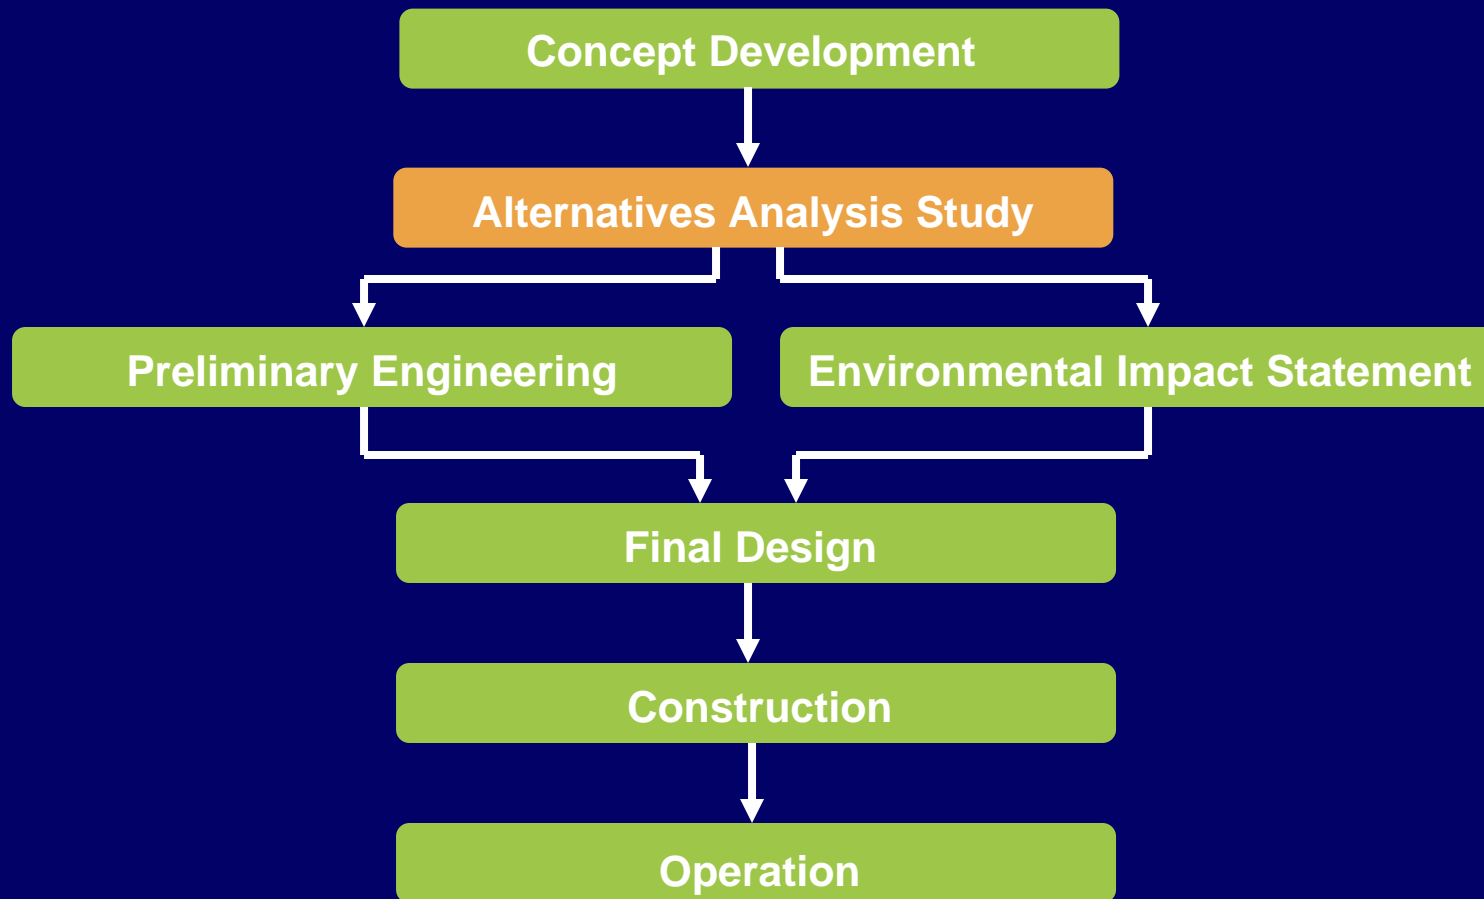 Concept Development
Alternatives Analysis Study
Preliminary Engineering
Environmental Impact Statement
Final Design
Construction
Operation